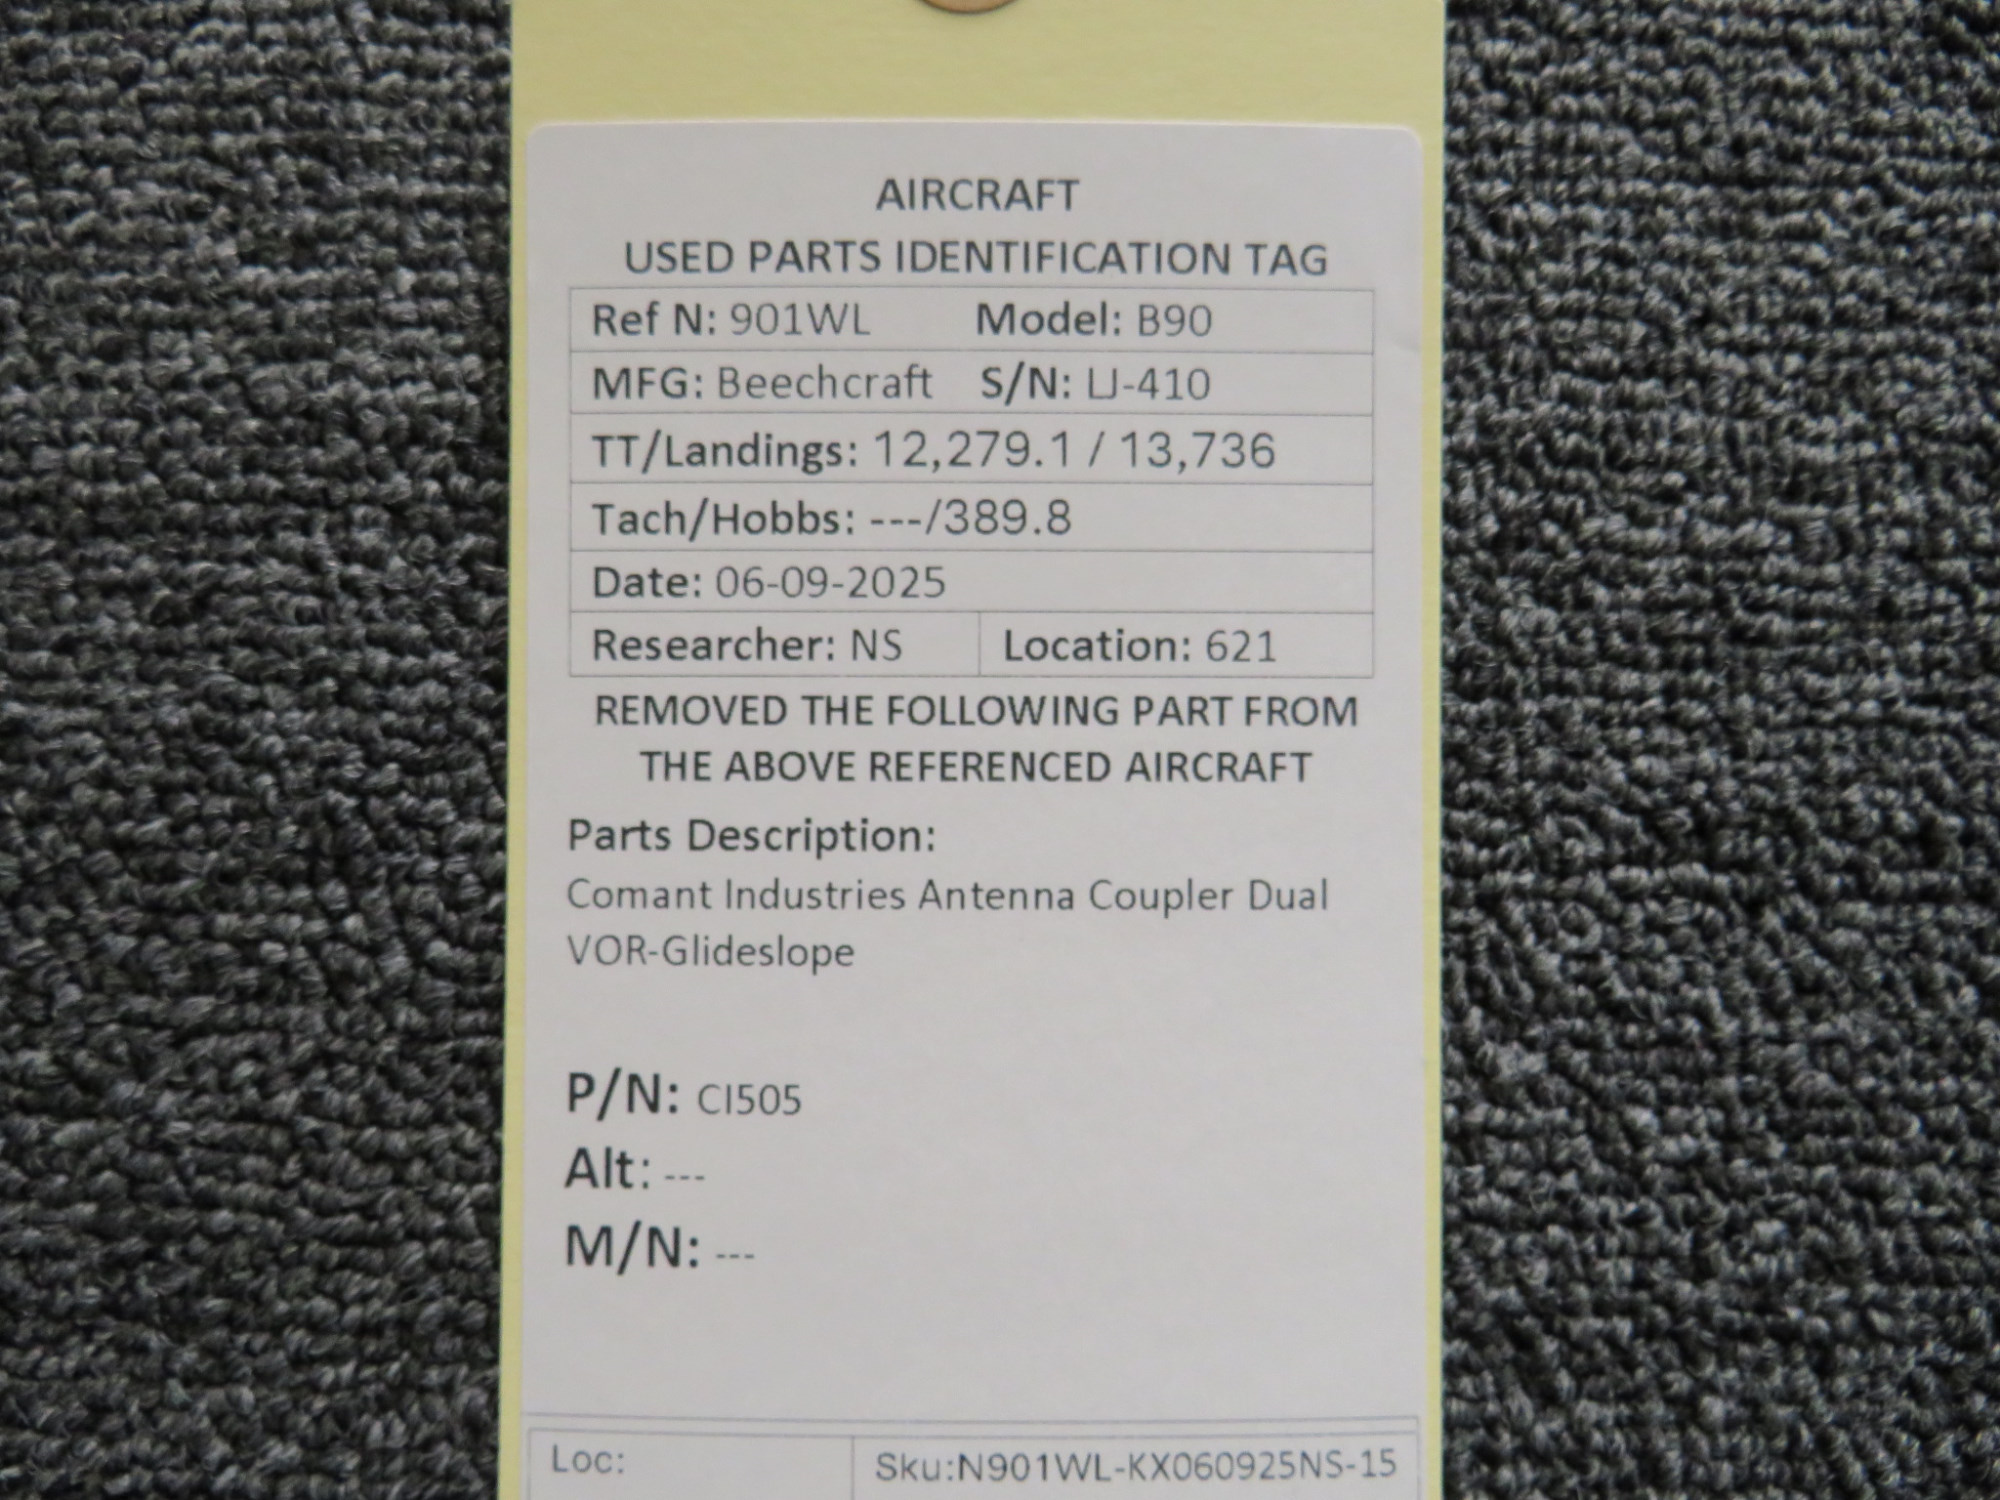 AIRCRAFT
USED PARTS IDENTIFICATION TAG
Ref N: 901WL Model: B90
MFG: Beechcraft S/N: LJ-410
TT/Landings: 12,279.1 / 13,736
Tach/Hobbs: ---/389.8
Date: 06-09-2025
Researcher: NS Location: 621
REMOVED THE FOLLOWING PART FROM
THE ABOVE REFERENCED AIRCRAFT
Parts Description:
Comant Industries Antenna Coupler Dual
VOR-Glideslope
P/N: CI505
Alt: ---
M/N: ---
Loc: Sku:N901WL-KX060925NS-15